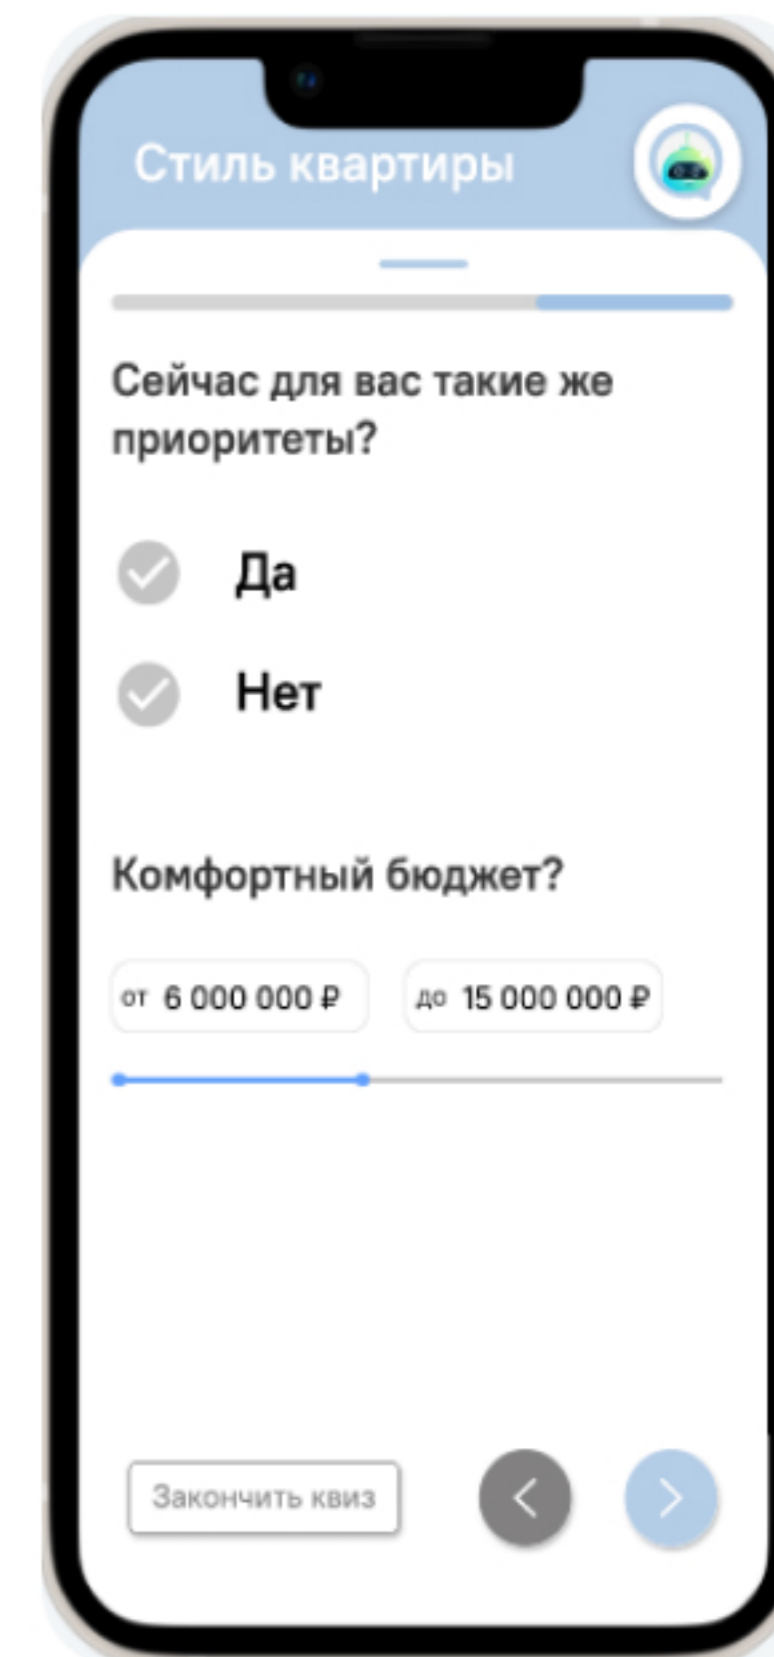 Стиль квартиры
Сейчас для вас такие же
приоритеты?
Да
Нет
Комфортный бюджет?
от 6 000 000 ₽ до 15 000 000 ₽
Закончить квиз